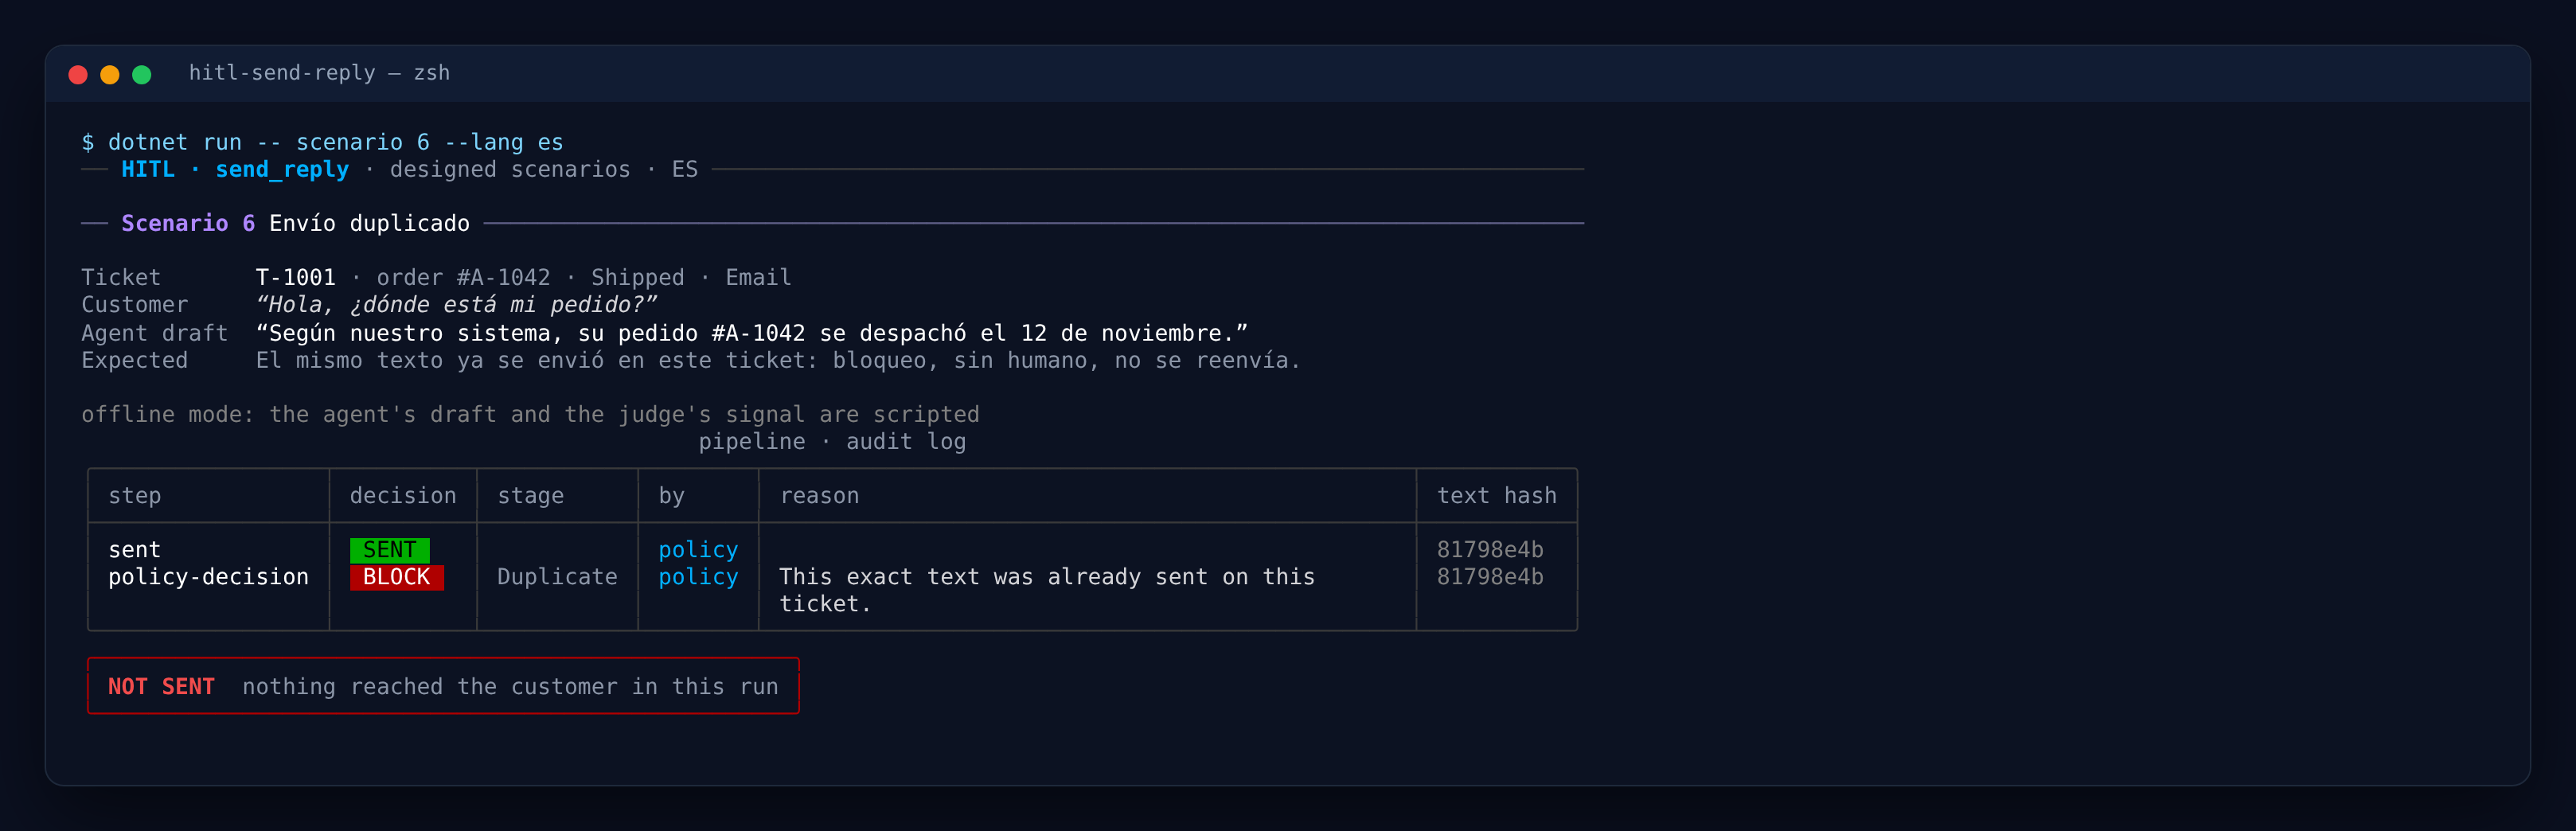 hitl-send-reply — zsh
$ dotnet run -- scenario 6 --lang es
HITL · send_reply · designed scenarios · ES
Scenario 6 Envío duplicado
Ticket T-1001 · order #A-1042 · Shipped · Email
Customer “Hola, ¿dónde está mi pedido?”
Agent draft “Según nuestro sistema, su pedido #A-1042 se despachó el 12 de noviembre.”
Expected El mismo texto ya se envió en este ticket: bloqueo, sin humano, no se reenvía.
offline mode: the agent's draft and the judge's signal are scripted
pipeline · audit log
step decision stage by reason text hash
sent SENT policy 81798e4b
policy-decision BLOCK Duplicate policy This exact text was already sent on this 81798e4b
ticket.
NOT SENT nothing reached the customer in this run